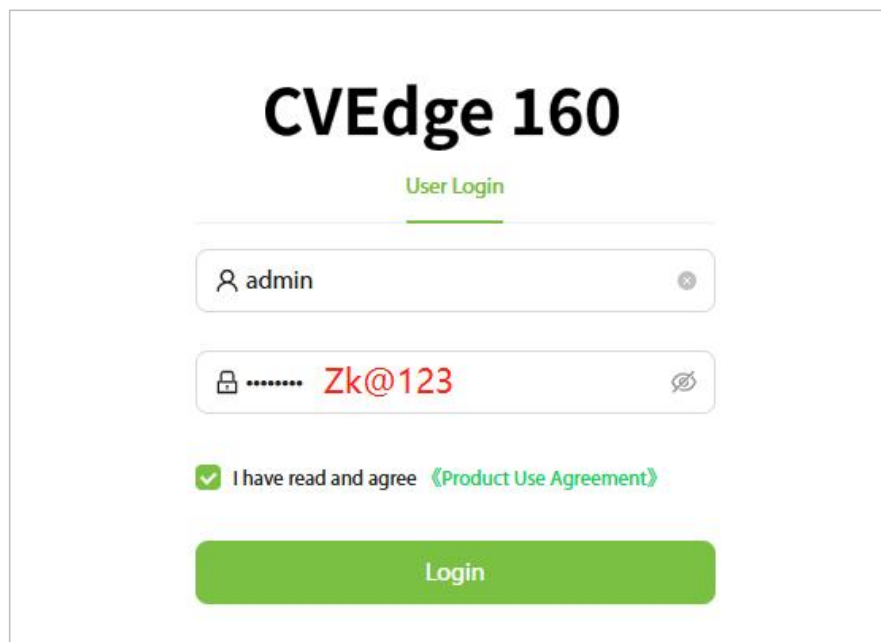 CVEdge 160
User Login
admin
•••••••• Zk@123
I have read and agree 《Product Use Agreement》
Login